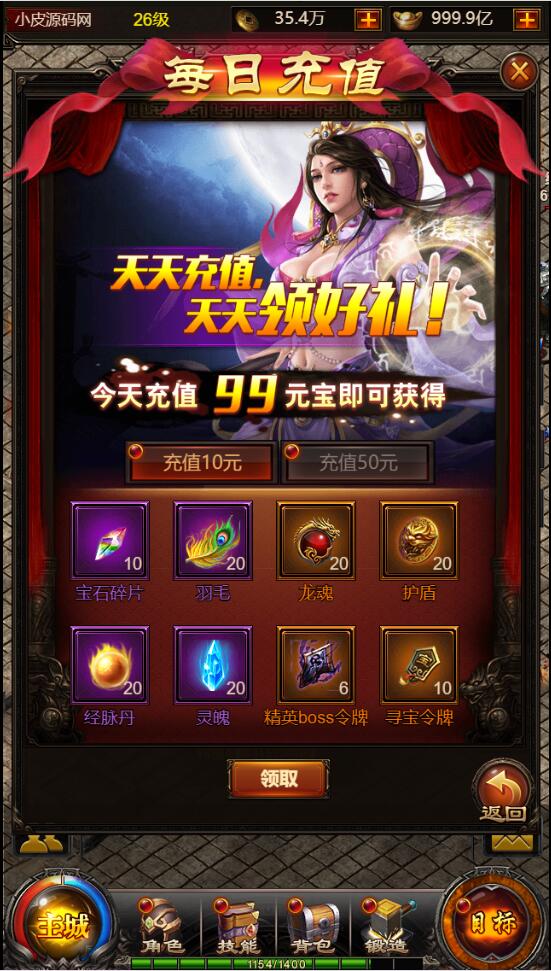 小皮源码网 26级 35.4万 999.9亿
每日充值
天天充值,
天天领好礼!
今天充值 99 元宝即可获得
充值10元 充值50元
10 20 20 20
宝石碎片 羽毛 龙魂 护盾
20 20 6 10
经脉丹 灵魄 精英boss令牌 寻宝令牌
领取
返回
主城 角色 技能 背包 锻造 目标
1154/1400